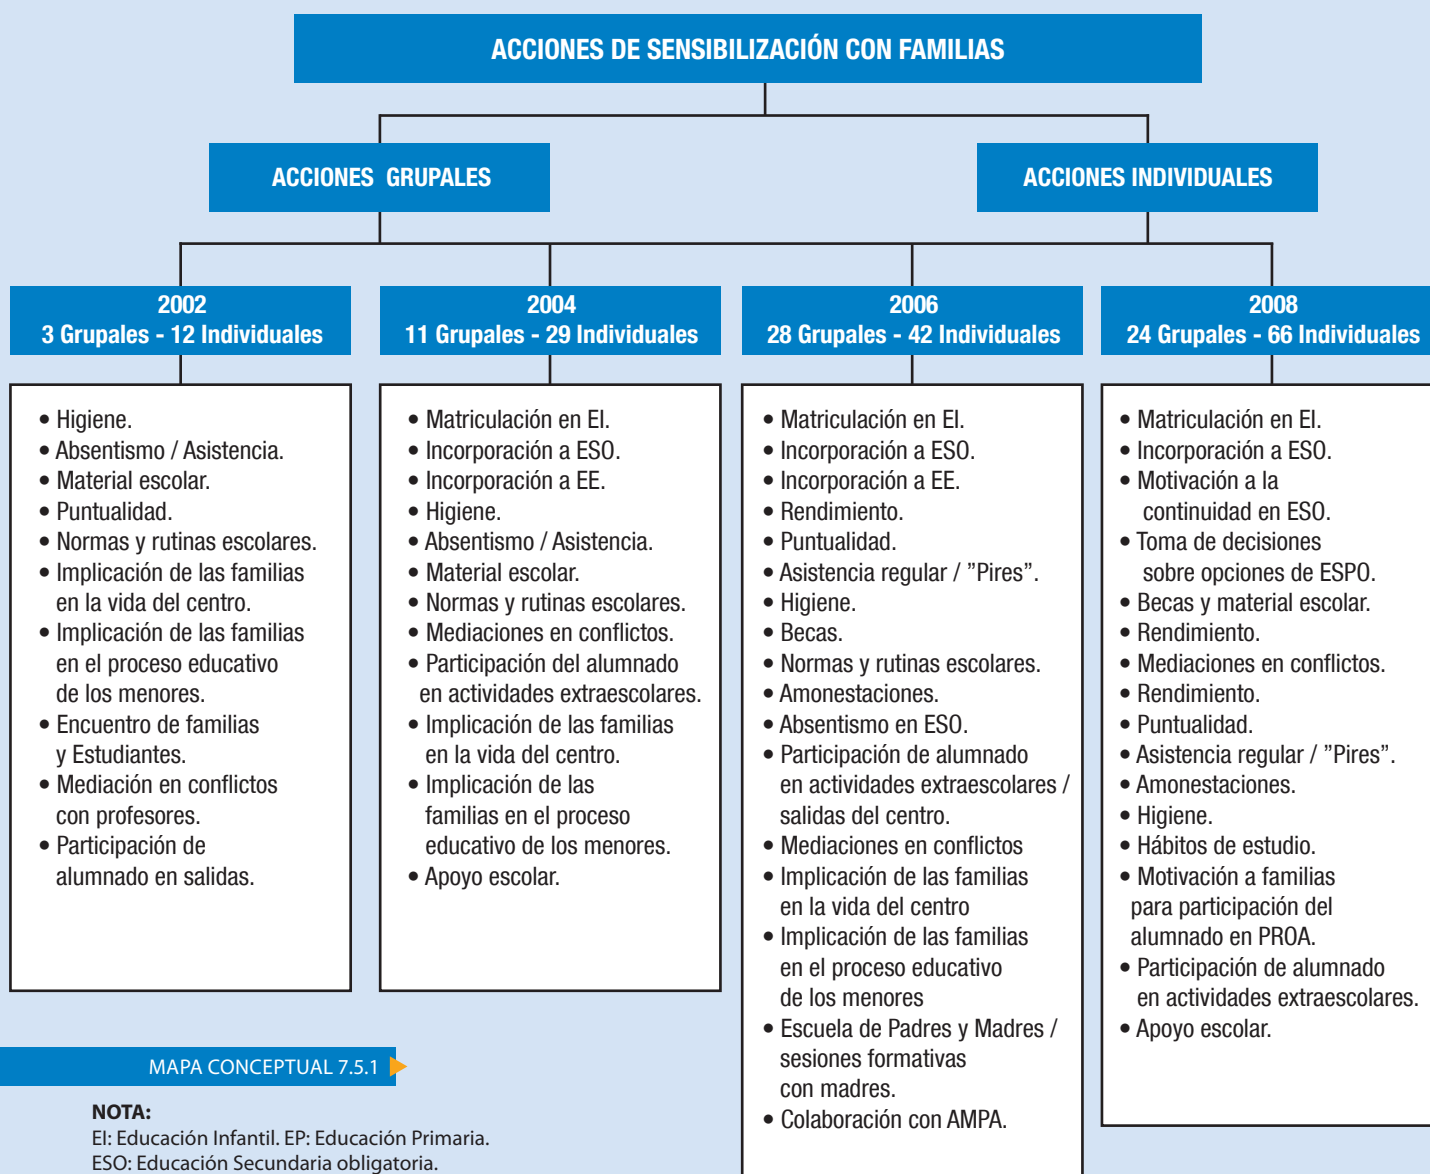 ACCIONES DE SENSIBILIZACIÓN CON FAMILIAS
ACCIONES GRUPALES
ACCIONES INDIVIDUALES
2002
3 Grupales - 12 Individuales
• Higiene.
• Absentismo / Asistencia.
• Material escolar.
• Puntualidad.
• Normas y rutinas escolares.
• Implicación de las familias
en la vida del centro.
• Implicación de las familias
en el proceso educativo
de los menores.
• Encuentro de familias
y Estudiantes.
• Mediación en conflictos
con profesores.
• Participación de
alumnado en salidas.
2004
11 Grupales - 29 Individuales
• Matriculación en EI.
• Incorporación a ESO.
• Incorporación a EE.
• Higiene.
• Absentismo / Asistencia.
• Material escolar.
• Normas y rutinas escolares.
• Mediaciones en conflictos.
• Participación del alumnado
en actividades extraescolares.
• Implicación de las familias
en la vida del centro.
• Implicación de las
familias en el proceso
educativo de los menores.
• Apoyo escolar.
2006
28 Grupales - 42 Individuales
• Matriculación en EI.
• Incorporación a ESO.
• Incorporación a EE.
• Rendimiento.
• Puntualidad.
• Asistencia regular / ”Pires”.
• Higiene.
• Becas.
• Normas y rutinas escolares.
• Amonestaciones.
• Absentismo en ESO.
• Participación de alumnado
en actividades extraescolares /
salidas del centro.
• Mediaciones en conflictos
• Implicación de las familias
en la vida del centro
• Implicación de las familias
en el proceso educativo
de los menores
• Escuela de Padres y Madres /
sesiones formativas
con madres.
• Colaboración con AMPA.
2008
24 Grupales - 66 Individuales
• Matriculación en EI.
• Incorporación a ESO.
• Motivación a la
continuidad en ESO.
• Toma de decisiones
sobre opciones de ESPO.
• Becas y material escolar.
• Rendimiento.
• Mediaciones en conflictos.
• Rendimiento.
• Puntualidad.
• Asistencia regular / ”Pires”.
• Amonestaciones.
• Higiene.
• Hábitos de estudio.
• Motivación a familias
para participación del
alumnado en PROA.
• Participación de alumnado
en actividades extraescolares.
• Apoyo escolar.
MAPA CONCEPTUAL 7.5.1
NOTA:
EI: Educación Infantil. EP: Educación Primaria.
ESO: Educación Secundaria obligatoria.